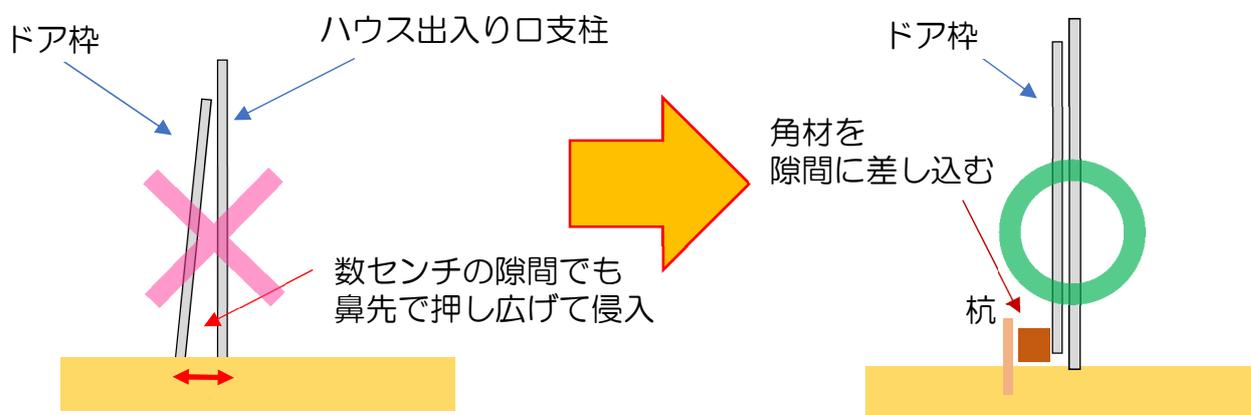 ドア枠
ハウス出入り口支柱
数センチの隙間でも
鼻先で押し広げて侵入
ドア枠
角材を
隙間に差し込む
杭